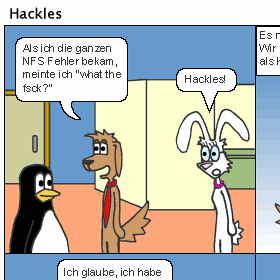 Hackles
Als ich die ganzen
NFS Fehler bekam,
meinte ich "what the
fsck?"
Hackles!
Es n
Wir
als k
Ich glaube, ich habe